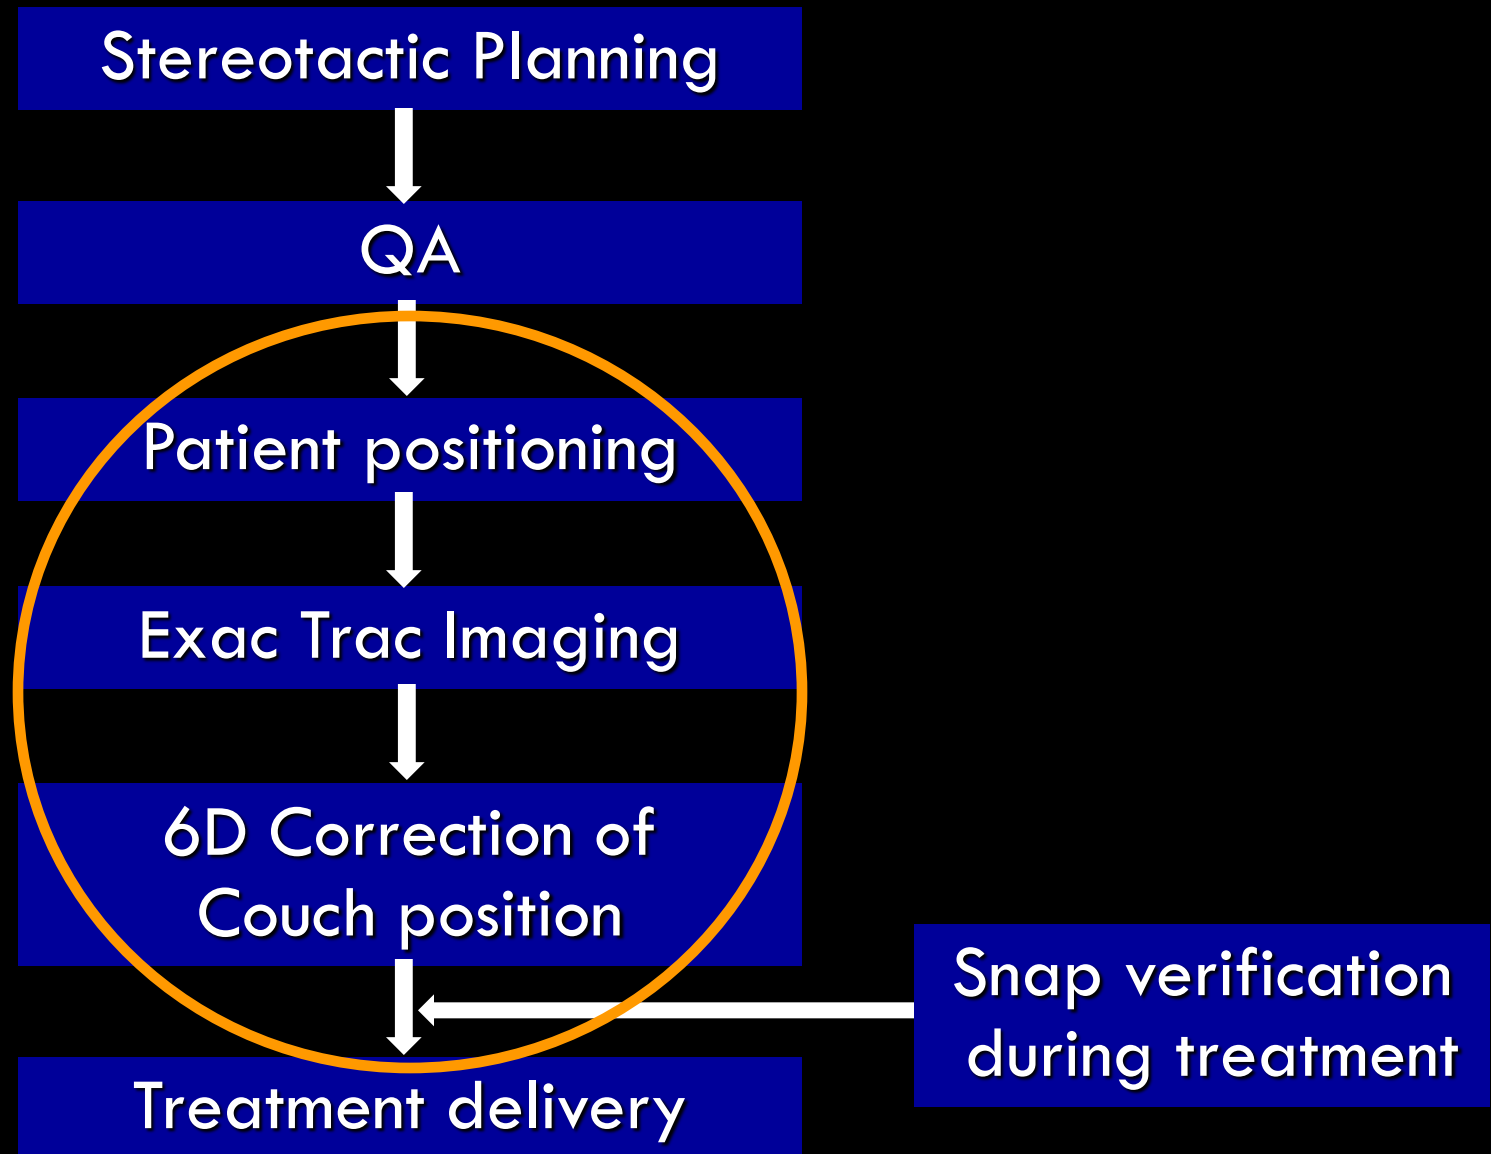 Stereotactic Planning
QA
Patient positioning
Exac Trac Imaging
6D Correction of
Couch position
Snap verification
during treatment
Treatment delivery